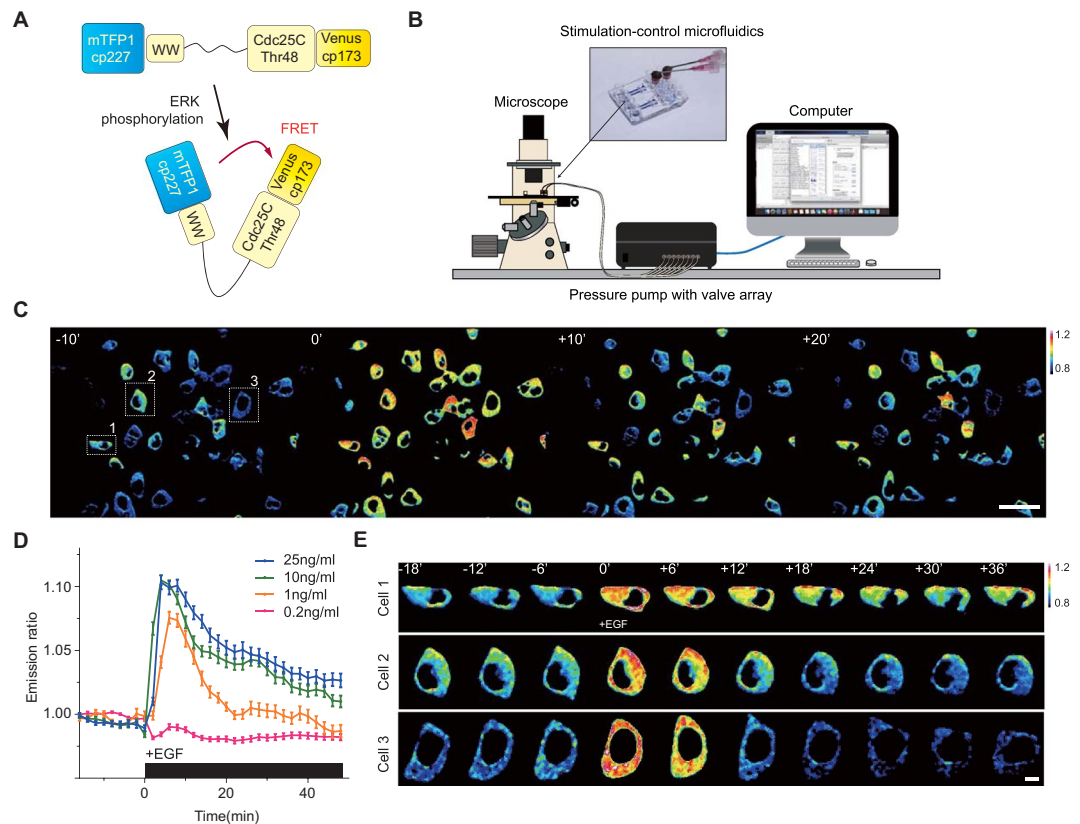 A
mTFP1
cp227
WW
Cdc25C
Thr48
Venus
cp173
ERK
phosphorylation
FRET
mTFP1
cp227
WW
Cdc25C
Thr48
Venus
cp173
B
Stimulation-control microfluidics
Microscope
Computer
Pressure pump with valve array
C
-10’ 0’ +10’ +20’
1.2
0.8
2
3
1
D
25ng/ml
10ng/ml
1ng/ml
0.2ng/ml
1.10
1.05
1.00
Emission ratio
+EGF
0 20 40
Time(min)
E
-18’ -12’ -6’ 0’ +6’ +12’ +18’ +24’ +30’ +36’
Cell 1
+EGF
1.2
0.8
Cell 2
Cell 3